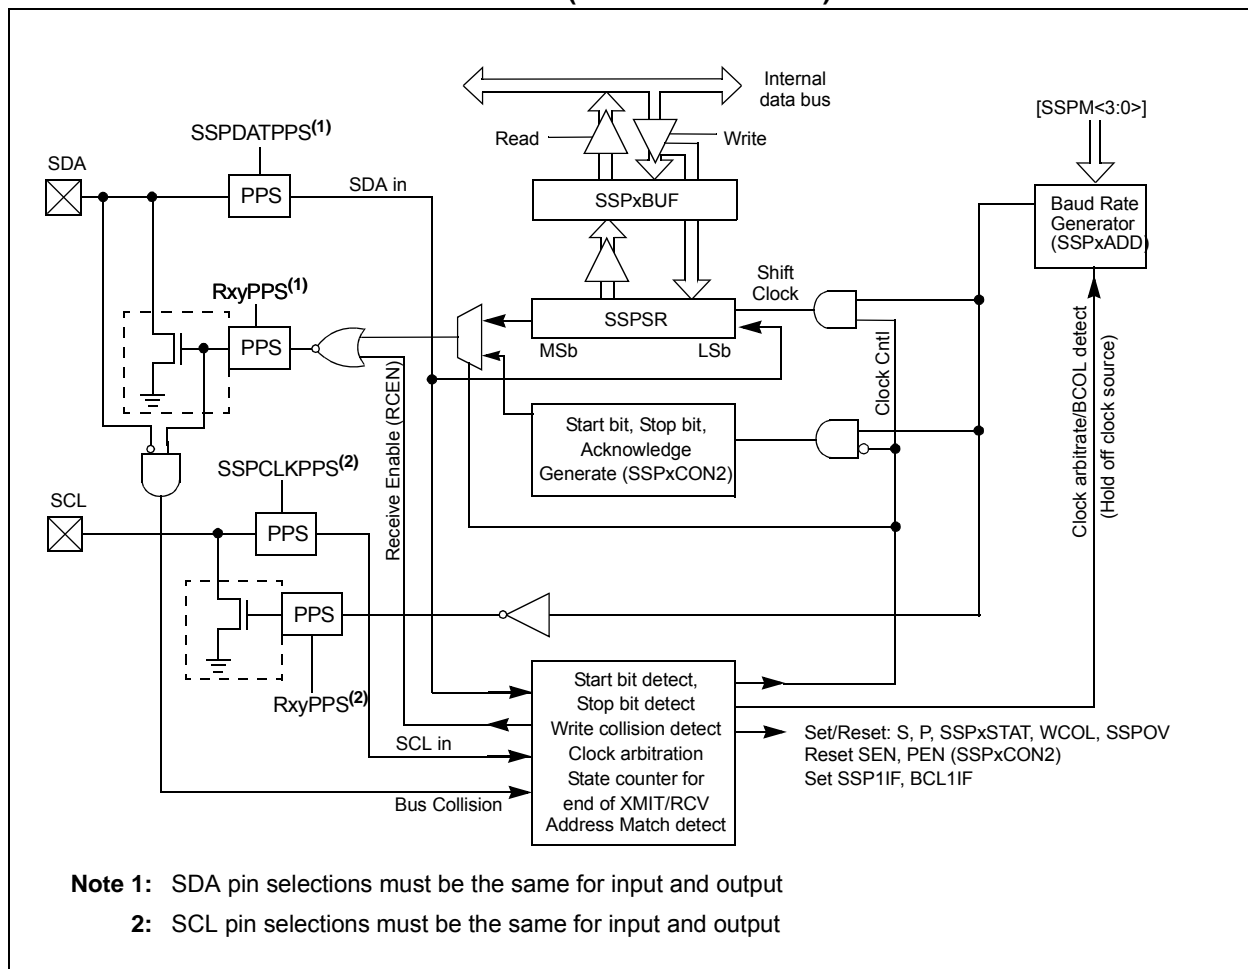 Internal
data bus
[SSPM<3:0>]
SSPDATPPS(1)
Read
Write
SDA
SDA in
PPS
SSPxBUF
Baud Rate
Generator
(SSPxADD)
Shift
Clock
RxyPPS(1)
PPS
SSPSR
MSb
LSb
Clock Cntl
Clock arbitrate/BCOL detect
(Hold off clock source)
Receive Enable (RCEN)
Start bit, Stop bit,
Acknowledge
Generate (SSPxCON2)
SSPCLKPPS(2)
SCL
PPS
PPS
RxyPPS(2)
Start bit detect,
Stop bit detect
Write collision detect
Clock arbitration
State counter for
end of XMIT/RCV
Address Match detect
SCL in
Bus Collision
Set/Reset: S, P, SSPxSTAT, WCOL, SSPOV
Reset SEN, PEN (SSPxCON2)
Set SSP1IF, BCL1IF
Note 1: SDA pin selections must be the same for input and output
2: SCL pin selections must be the same for input and output